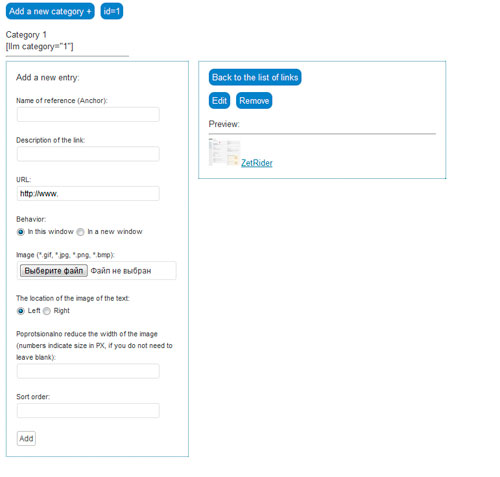 Add a new category + id=1
Category 1
[llm category="1"]
Add a new entry:
Name of reference (Anchor):
Description of the link:
URL:
http://www.
Behavior:
In this window In a new window
Image (*.gif, *.jpg, *.png, *.bmp):
Выберите файл Файл не выбран
The location of the image of the text:
Left Right
Poprotsionalno reduce the width of the image
(numbers indicate size in PX, if you do not need to
leave blank):
Sort order:
Add
Back to the list of links
Edit Remove
Preview:
ZetRider